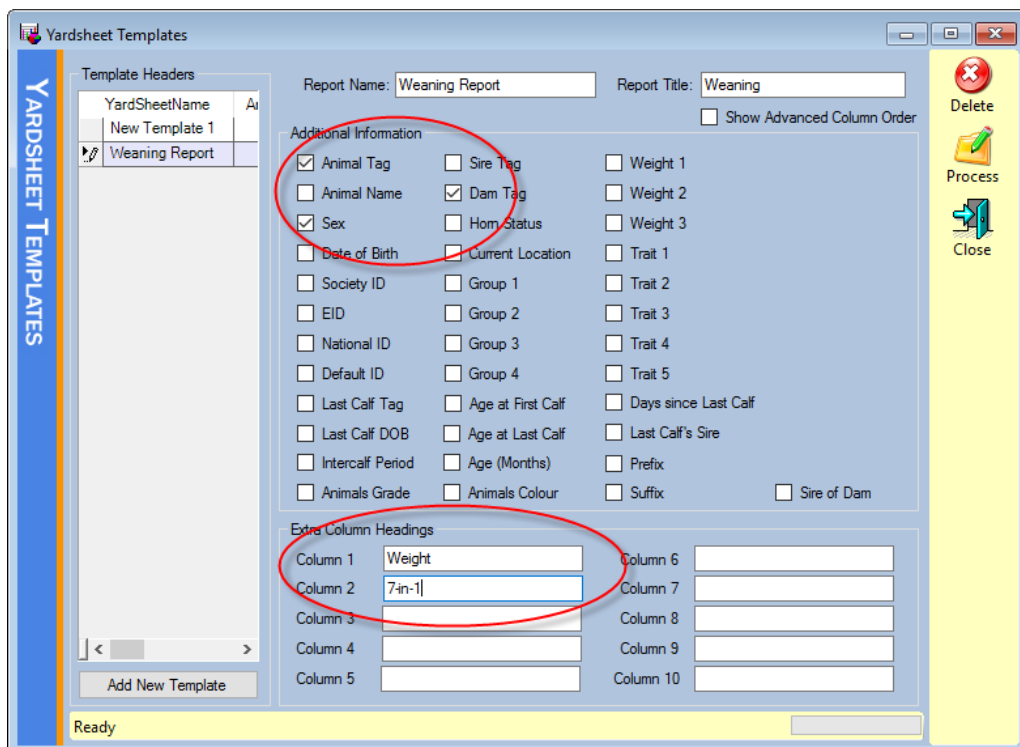 Yardsheet Templates
YARDSHEET TEMPLATES
Template Headers
YardSheetName
New Template 1
Weaning Report
Add New Template
Report Name: Weaning Report Report Title: Weaning
Show Advanced Column Order
Additional Information
Animal Tag Sire Tag Weight 1
Animal Name Dam Tag Weight 2
Sex Horn Status Weight 3
Date of Birth Current Location Trait 1
Society ID Group 1 Trait 2
EID Group 2 Trait 3
National ID Group 3 Trait 4
Default ID Group 4 Trait 5
Last Calf Tag Age at First Calf Days since Last Calf
Last Calf DOB Age at Last Calf Last Calf's Sire
Intercalf Period Age (Months) Prefix
Animals Grade Animals Colour Suffix Sire of Dam
Extra Column Headings
Column 1 Weight Column 6
Column 2 7-in-1 Column 7
Column 3 Column 8
Column 4 Column 9
Column 5 Column 10
Delete
Process
Close
Ready